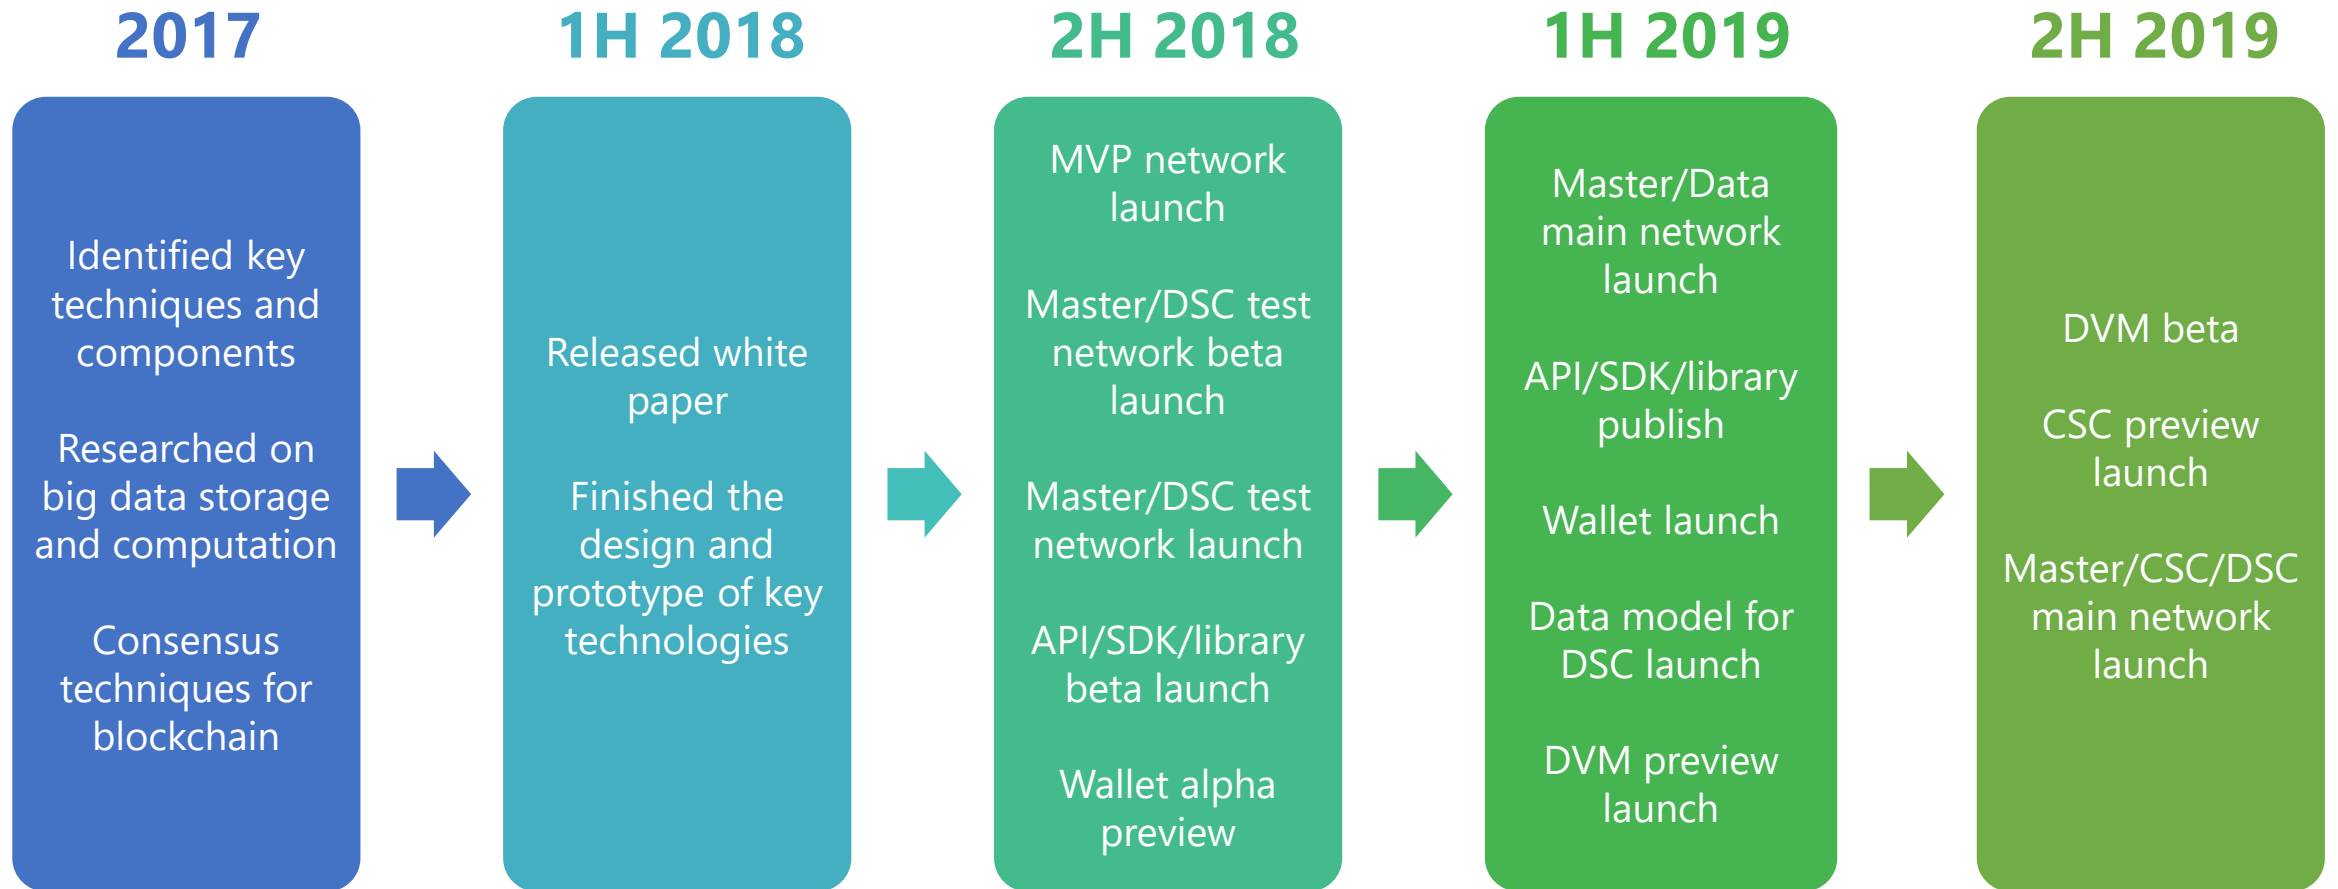 2017
Identified key
techniques and
components
Researched on
big data storage
and computation
Consensus
techniques for
blockchain
1H 2018
Released white
paper
Finished the
design and
prototype of key
technologies
2H 2018
MVP network
launch
Master/DSC test
network beta
launch
Master/DSC test
network launch
API/SDK/library
beta launch
Wallet alpha
preview
1H 2019
Master/Data
main network
launch
API/SDK/library
publish
Wallet launch
Data model for
DSC launch
DVM preview
launch
2H 2019
DVM beta
CSC preview
launch
Master/CSC/DSC
main network
launch